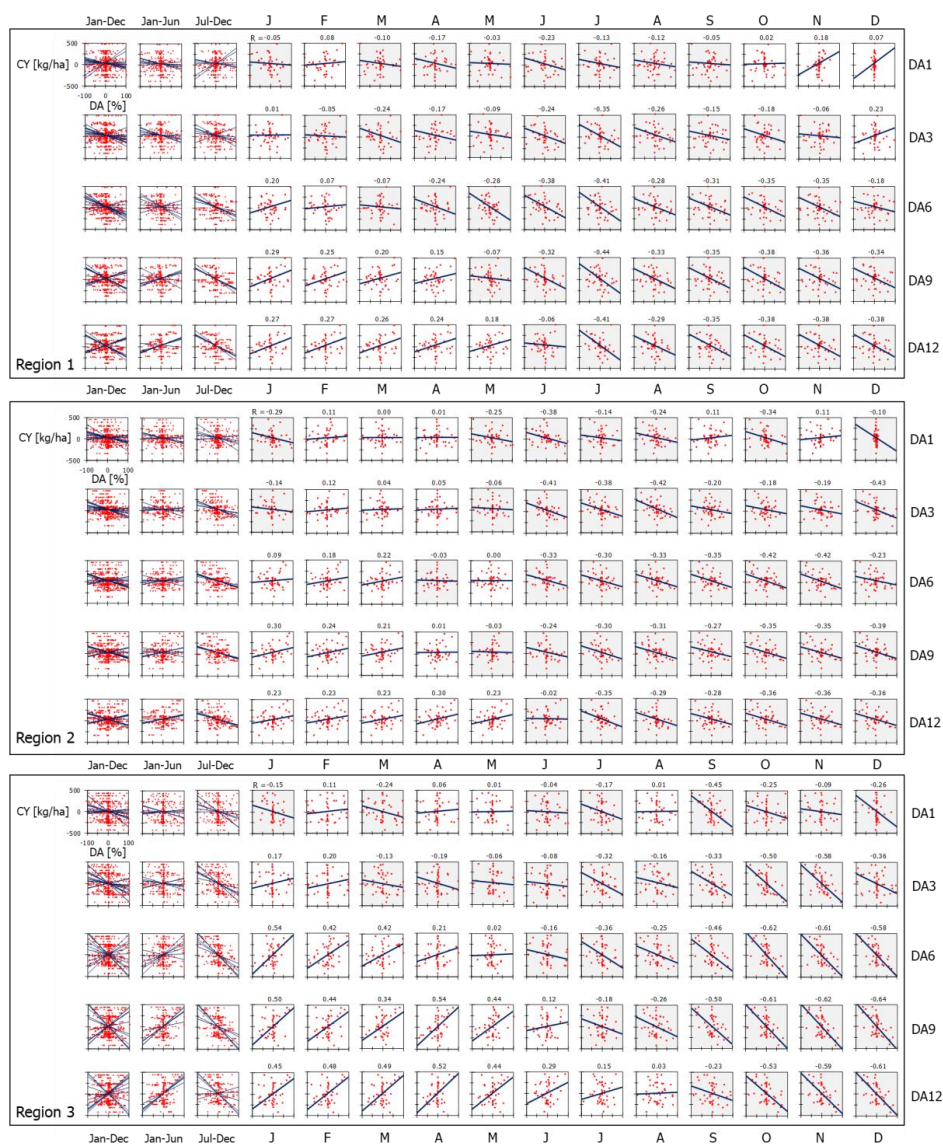 Jan-Dec Jan-Jun Jul-Dec J F M A M J J A S O N D
R = -0.05 0.08 -0.10 -0.17 -0.03 -0.23 -0.13 -0.12 -0.05 0.02 0.18 0.07
500
CY [kg/ha] 0 DA1
-500
-100 0 100
DA [%]
0.01 -0.05 -0.24 -0.17 -0.09 -0.24 -0.35 -0.26 -0.15 -0.18 -0.06 0.23
DA3
0.20 0.07 -0.07 -0.24 -0.28 -0.38 -0.41 -0.28 -0.31 -0.35 -0.35 -0.18
DA6
0.29 0.25 0.20 0.15 -0.07 -0.32 -0.44 -0.33 -0.35 -0.38 -0.36 -0.34
DA9
0.27 0.27 0.26 0.24 0.18 -0.06 -0.41 -0.29 -0.35 -0.38 -0.38 -0.38
DA12
Region 1
Jan-Dec Jan-Jun Jul-Dec J F M A M J J A S O N D
R = -0.29 0.11 0.00 0.01 -0.25 -0.38 -0.14 -0.24 0.11 -0.34 0.11 -0.10
500
CY [kg/ha] 0 DA1
-500
-100 0 100
DA [%]
-0.14 0.12 0.04 0.05 -0.06 -0.41 -0.38 -0.42 -0.20 -0.18 -0.19 -0.43
DA3
0.09 0.18 0.22 -0.03 0.00 -0.33 -0.30 -0.33 -0.35 -0.42 -0.42 -0.23
DA6
0.30 0.24 0.21 0.01 -0.03 -0.24 -0.30 -0.31 -0.27 -0.35 -0.35 -0.39
DA9
0.23 0.23 0.23 0.30 0.23 -0.02 -0.35 -0.29 -0.28 -0.36 -0.36 -0.36
DA12
Region 2
Jan-Dec Jan-Jun Jul-Dec J F M A M J J A S O N D
R = -0.15 0.11 -0.24 0.06 0.01 -0.04 -0.17 0.01 -0.45 -0.25 -0.09 -0.26
500
CY [kg/ha] 0 DA1
-500
-100 0 100
DA [%]
0.17 0.20 -0.13 -0.19 -0.06 -0.08 -0.32 -0.16 -0.33 -0.50 -0.58 -0.36
DA3
0.54 0.42 0.42 0.21 0.02 -0.16 -0.36 -0.25 -0.46 -0.62 -0.61 -0.58
DA6
0.50 0.44 0.34 0.54 0.44 0.12 -0.18 -0.26 -0.50 -0.61 -0.62 -0.64
DA9
0.45 0.48 0.49 0.52 0.44 0.29 0.15 0.03 -0.23 -0.53 -0.59 -0.61
DA12
Region 3
Jan-Dec Jan-Jun Jul-Dec J F M A M J J A S O N D